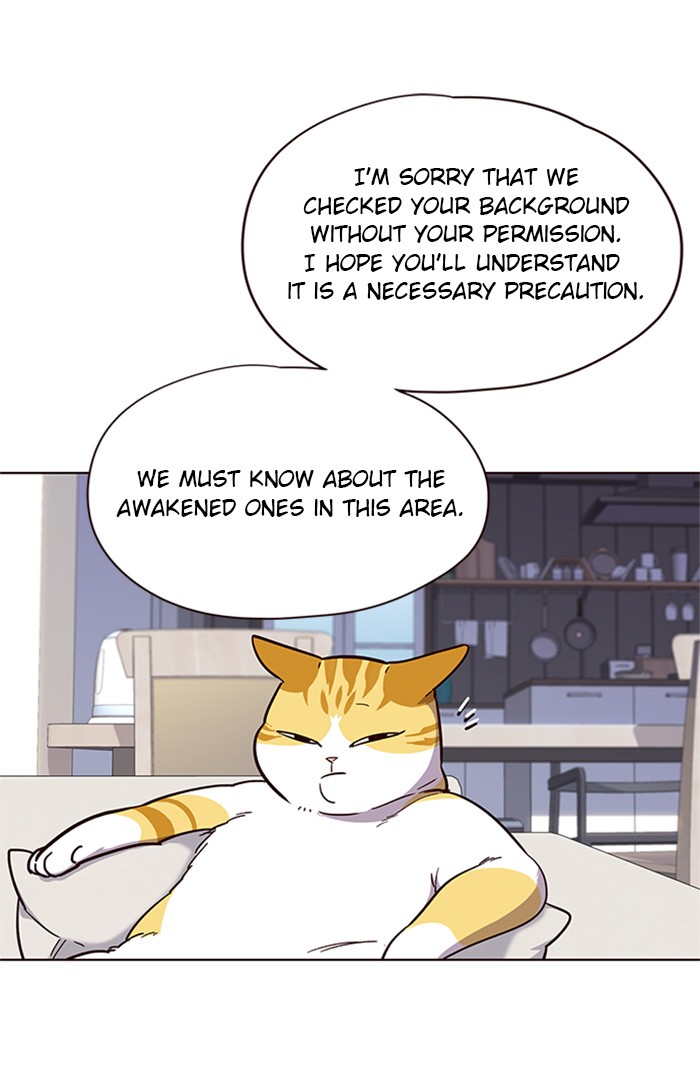 I'M SORRY THAT WE
CHECKED YOUR BACKGROUND
WITHOUT YOUR PERMISSION.
I HOPE YOU'LL UNDERSTAND
IT IS A NECESSARY PRECAUTION.
WE MUST KNOW ABOUT THE
AWAKENED ONES IN THIS AREA.